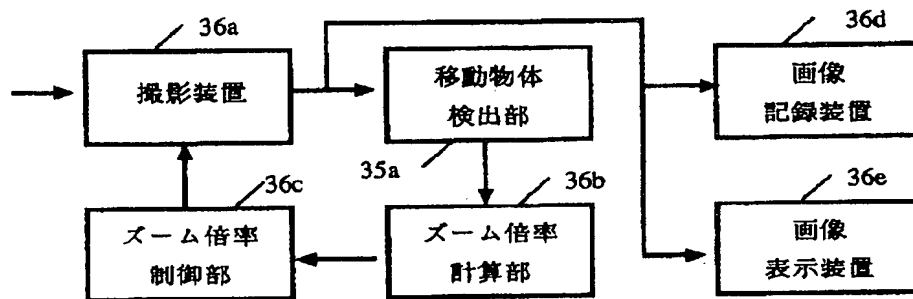 36a
撮影装置
移動物体
検出部
35a
36d
画像
記録装置
36c
ズーム倍率
制御部
36b
ズーム倍率
計算部
36e
画像
表示装置